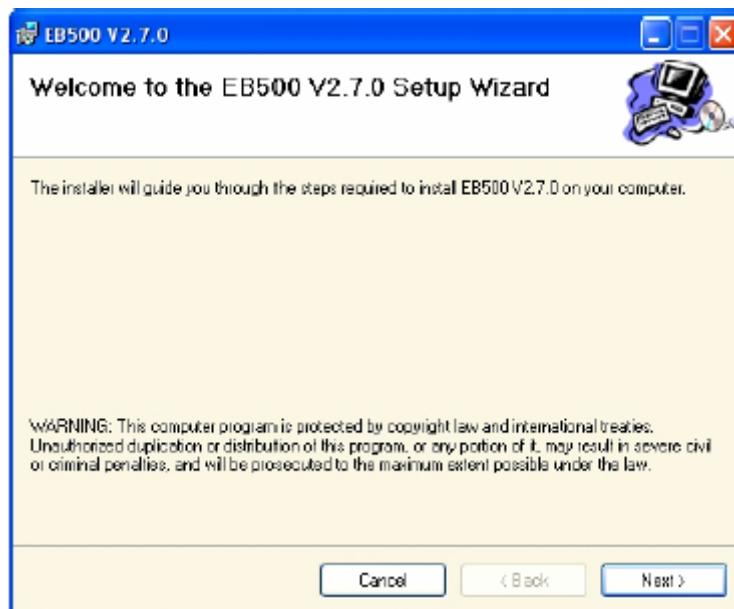 EB500 V2.7.0
Welcome to the EB500 V2.7.0 Setup Wizard
The installer will guide you through the steps required to install EB500 V2.7.0 on your computer.
WARNING: This computer program is protected by copyright law and international treaties.
Unauthorized duplication or distribution of this program, or any portion of it, may result in severe civil
or criminal penalties, and will be prosecuted to the maximum extent possible under the law.
Cancel
< Back
Next >